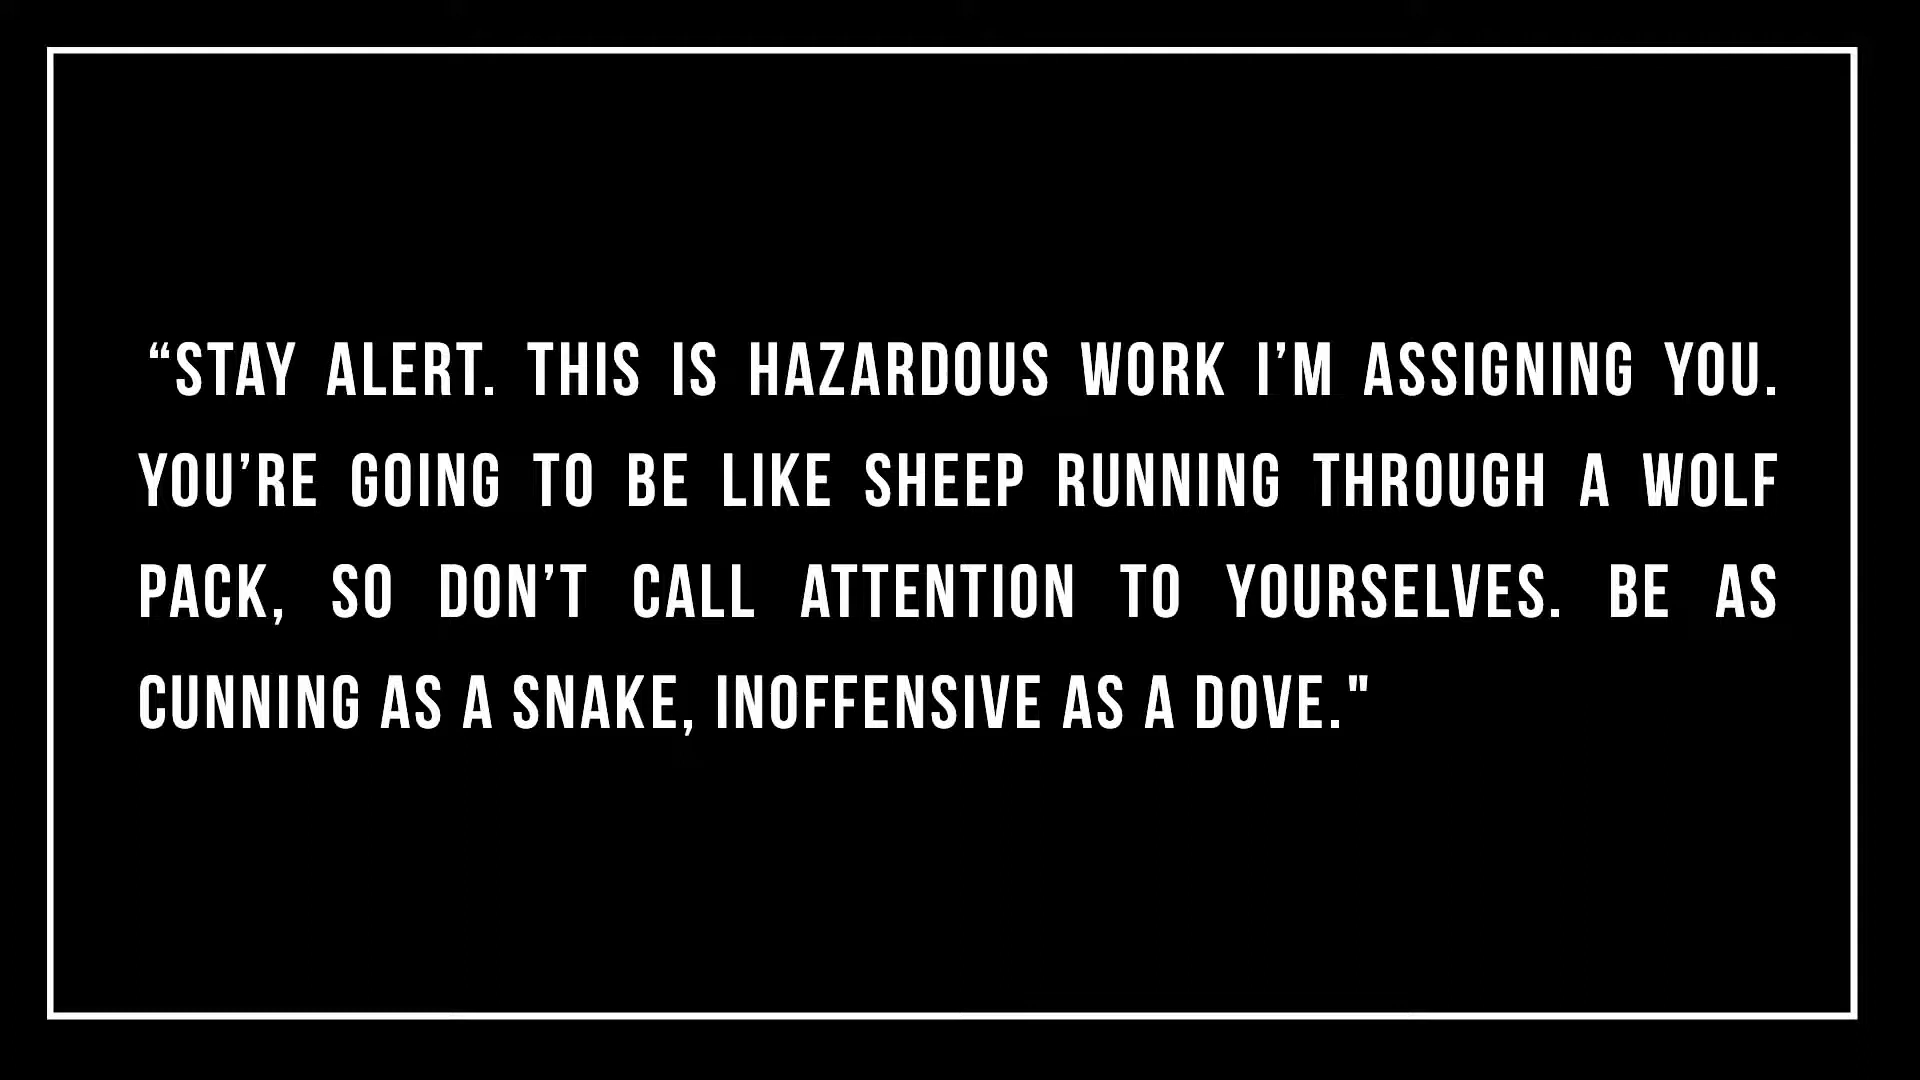 “STAY ALERT. THIS IS HAZARDOUS WORK I’M ASSIGNING YOU.
YOU’RE GOING TO BE LIKE SHEEP RUNNING THROUGH A WOLF
PACK, SO DON’T CALL ATTENTION TO YOURSELVES. BE AS
CUNNING AS A SNAKE, INOFFENSIVE AS A DOVE."